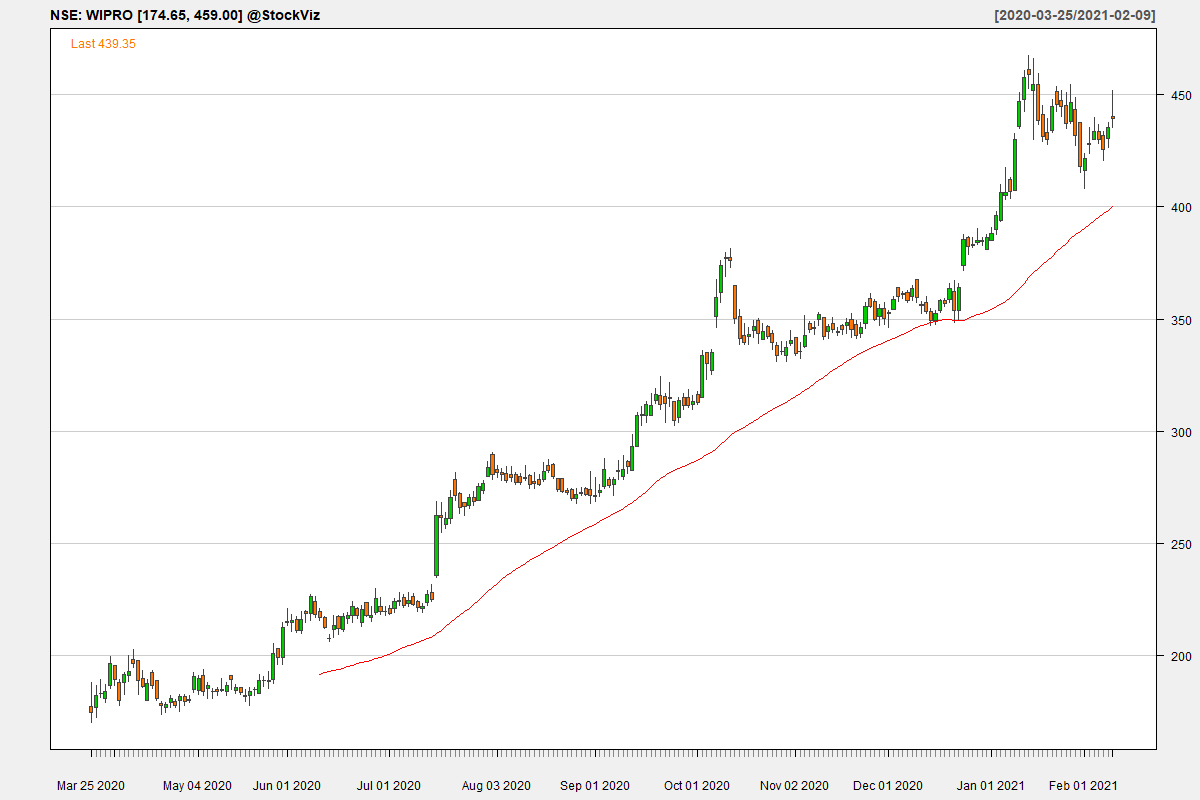 NSE: WIPRO [174.65, 459.00] @StockViz
[2020-03-25/2021-02-09]
Last 439.35
450
400
350
300
250
200
Mar 25 2020
May 04 2020
Jun 01 2020
Jul 01 2020
Aug 03 2020
Sep 01 2020
Oct 01 2020
Nov 02 2020
Dec 01 2020
Jan 01 2021
Feb 01 2021